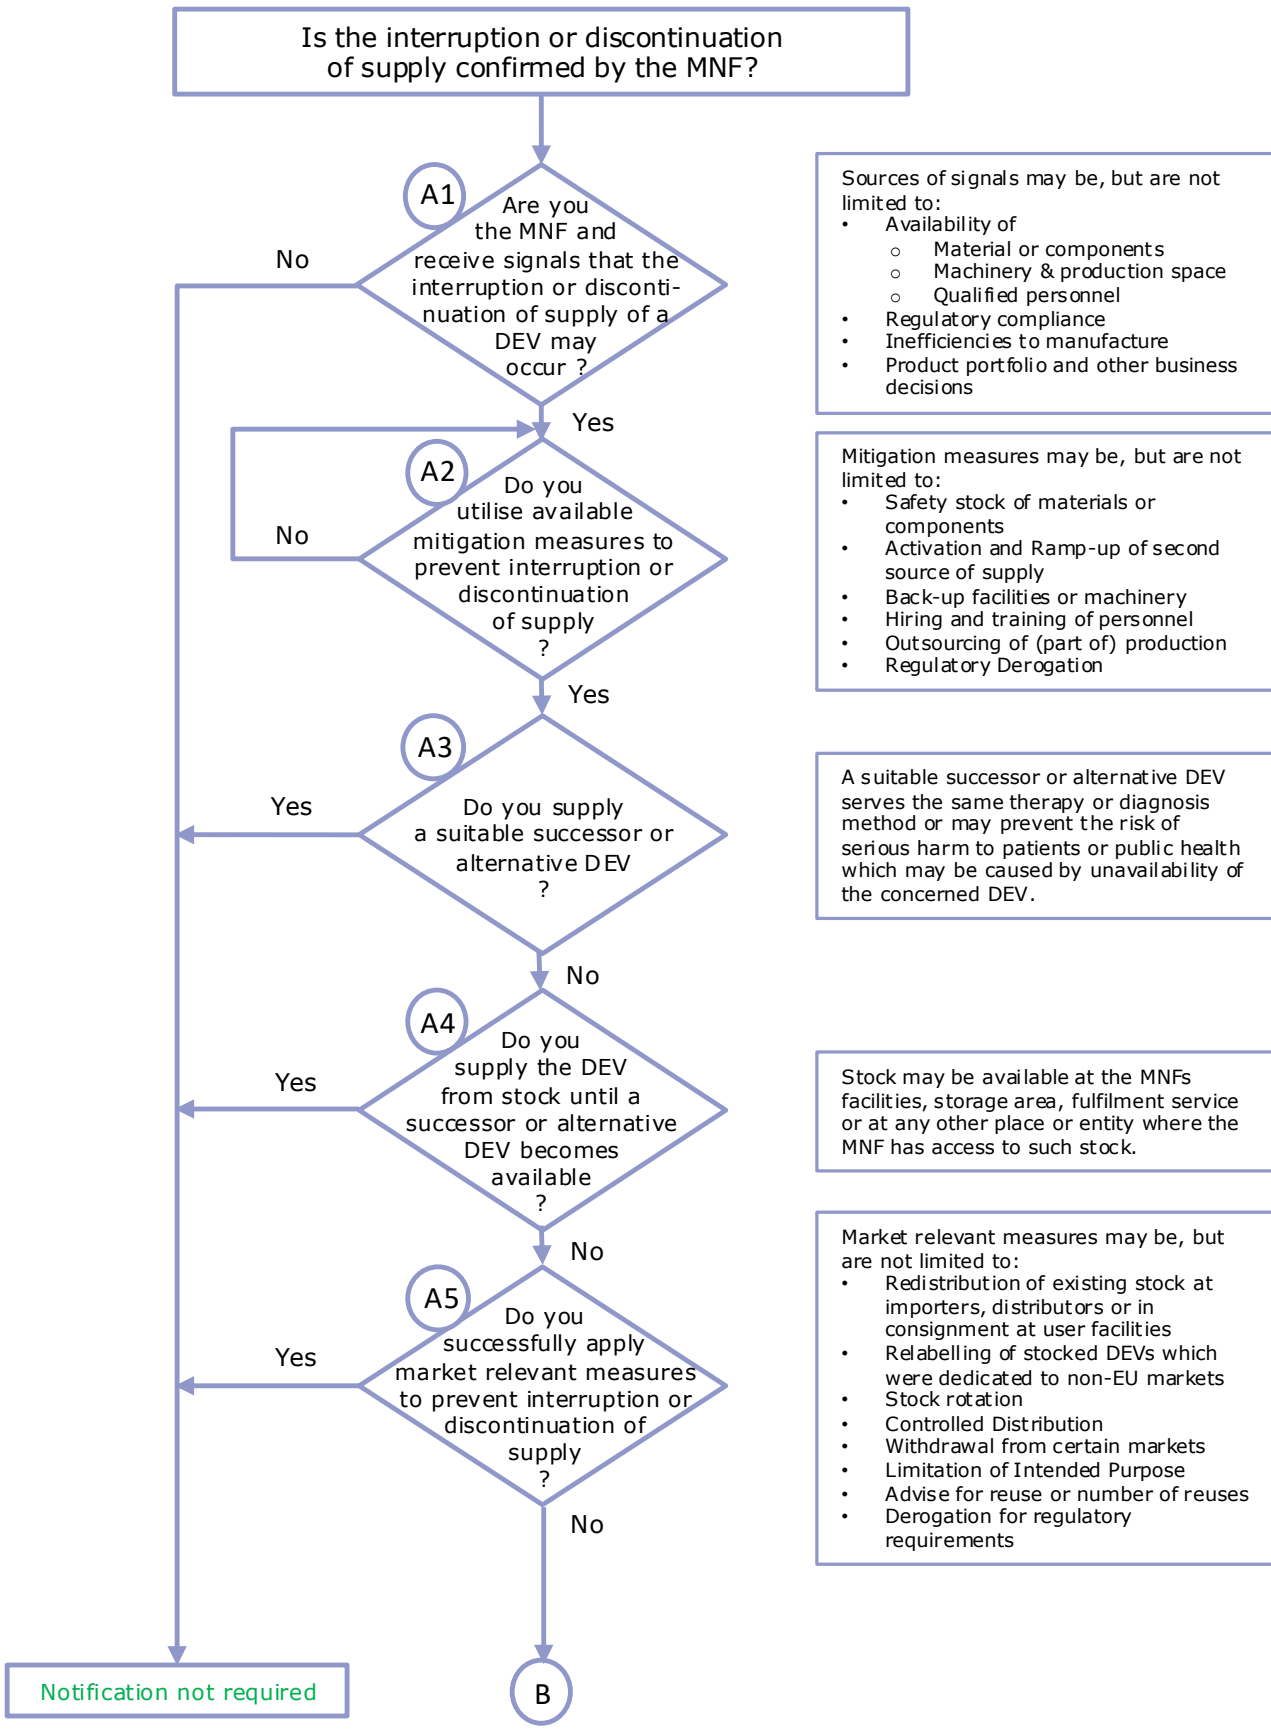 Is the interruption or discontinuation
of supply confirmed by the MNF?
A1
Are you
the MNF and
receive signals that the
interruption or disconti-
nuation of supply of a
DEV may
occur ?
No
Yes
Sources of signals may be, but are not
limited to:
• Availability of
o Material or components
o Machinery & production space
o Qualified personnel
• Regulatory compliance
• Inefficiencies to manufacture
• Product portfolio and other business
decisions
A2
Do you
utilise available
mitigation measures to
prevent interruption or
discontinuation
of supply
?
No
Yes
Mitigation measures may be, but are not
limited to:
• Safety stock of materials or
components
• Activation and Ramp-up of second
source of supply
• Back-up facilities or machinery
• Hiring and training of personnel
• Outsourcing of (part of) production
• Regulatory Derogation
A3
Do you supply
a suitable successor or
alternative DEV
?
Yes
No
A suitable successor or alternative DEV
serves the same therapy or diagnosis
method or may prevent the risk of
serious harm to patients or public health
which may be caused by unavailability of
the concerned DEV.
A4
Do you
supply the DEV
from stock until a
successor or alternative
DEV becomes
available
?
Yes
No
Stock may be available at the MNFs
facilities, storage area, fulfilment service
or at any other place or entity where the
MNF has access to such stock.
A5
Do you
successfully apply
market relevant measures
to prevent interruption or
discontinuation of
supply
?
Yes
No
Market relevant measures may be, but
are not limited to:
• Redistribution of existing stock at
importers, distributors or in
consignment at user facilities
• Relabelling of stocked DEVs which
were dedicated to non-EU markets
• Stock rotation
• Controlled Distribution
• Withdrawal from certain markets
• Limitation of Intended Purpose
• Advise for reuse or number of reuses
• Derogation for regulatory
requirements
Notification not required
B